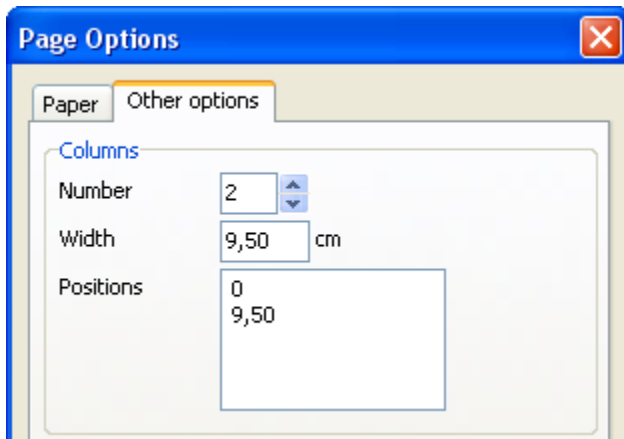 Page Options
Paper Other options
Columns
Number 2
Width 9,50 cm
Positions 0
9,50